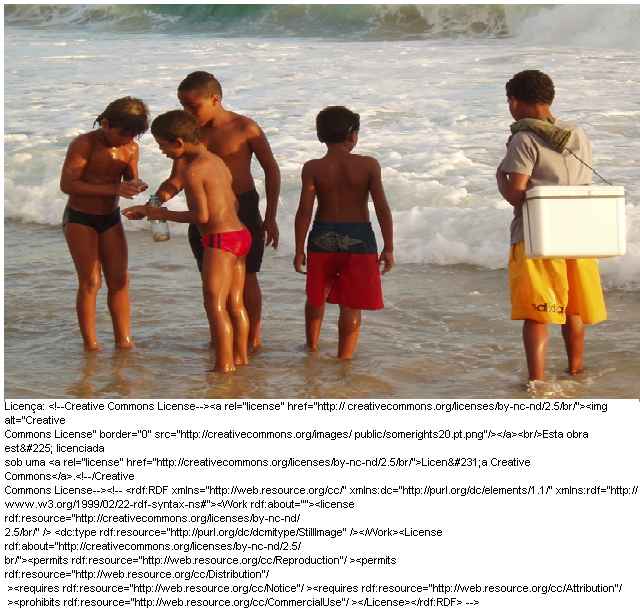 adidas
Licença: <!--Creative Commons License--><a rel="license" href="http:// creativecommons.org/licenses/by-nc-nd/2.5/br/"><img
alt="Creative
Commons License" border="0" src="http://creativecommons.org/images/ public/somerights20.pt.png"/></a><br/>Esta obra
est&#225; licenciada
sob uma <a rel="license" href="http://creativecommons.org/licenses/by-nc-nd/2.5/br/">Licen&#231;a Creative
Commons</a>.<!--/Creative
Commons License--><!-- <rdf:RDF xmlns="http://web.resource.org/cc/" xmlns:dc="http://purl.org/dc/elements/1.1/" xmlns:rdf="http://
www.w3.org/1999/02/22-rdf-syntax-ns#"><Work rdf:about=""><license
rdf:resource="http://creativecommons.org/licenses/by-nc-nd/
2.5/br/" /> <dc:type rdf:resource="http://purl.org/dc/dcmitype/StillImage" /></Work><License
rdf:about="http://creativecommons.org/licenses/by-nc-nd/2.5/
br/"><permits rdf:resource="http://web.resource.org/cc/Reproduction"/ ><permits
rdf:resource="http://web.resource.org/cc/Distribution"/
><requires rdf:resource="http://web.resource.org/cc/Notice"/ ><requires rdf:resource="http://web.resource.org/cc/Attribution"/
><prohibits rdf:resource="http://web.resource.org/cc/CommercialUse"/ ></License></rdf:RDF> -->